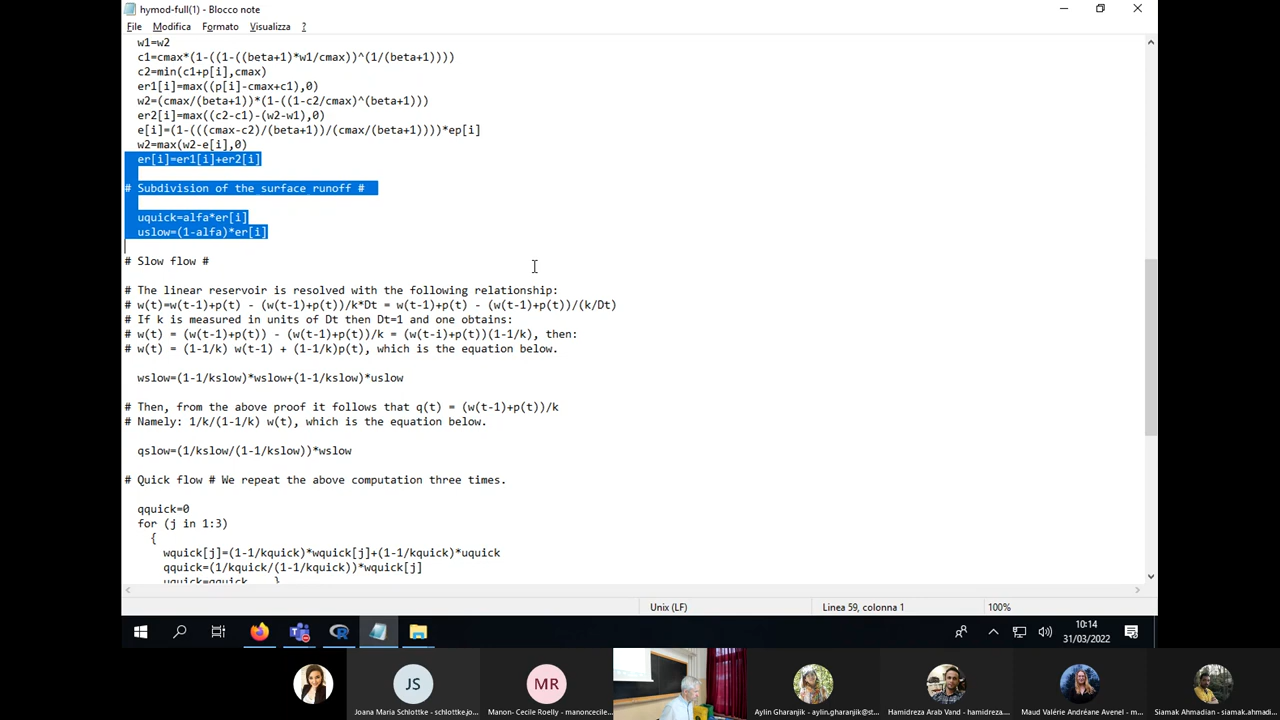 hymod-full(1) - Blocco note
File Modifica Formato Visualizza ?
w1=w2
c1=cmax*(1-((1-((beta+1)*w1/cmax))^(1/(beta+1))))
c2=min(c1+p[i],cmax)
er1[i]=max((p[i]-cmax+c1),0)
w2=(cmax/(beta+1))*(1-((1-c2/cmax)^(beta+1)))
er2[i]=max((c2-c1)-(w2-w1),0)
e[i]=(1-(((cmax-c2)/(beta+1))/(cmax/(beta+1))))*ep[i]
w2=max(w2-e[i],0)
er[i]=er1[i]+er2[i]
# Subdivision of the surface runoff #
uquick=alfa*er[i]
uslow=(1-alfa)*er[i]
# Slow flow #
# The linear reservoir is resolved with the following relationship:
# w(t)=w(t-1)+p(t) - (w(t-1)+p(t))/k*Dt = w(t-1)+p(t) - (w(t-1)+p(t))/(k/Dt)
# If k is measured in units of Dt then Dt=1 and one obtains:
# w(t) = (w(t-1)+p(t)) - (w(t-1)+p(t))/k = (w(t-i)+p(t))(1-1/k), then:
# w(t) = (1-1/k) w(t-1) + (1-1/k)p(t), which is the equation below.
wslow=(1-1/kslow)*wslow+(1-1/kslow)*uslow
# Then, from the above proof it follows that q(t) = (w(t-1)+p(t))/k
# Namely: 1/k/(1-1/k) w(t), which is the equation below.
qslow=(1/kslow/(1-1/kslow))*wslow
# Quick flow # We repeat the above computation three times.
qquick=0
for (j in 1:3)
{
wquick[j]=(1-1/kquick)*wquick[j]+(1-1/kquick)*uquick
qquick=(1/kquick/(1-1/kquick))*wquick[j]
uquick=qquick }
Unix (LF) Linea 59, colonna 1 100%
10:14
31/03/2022
JS
MR
Joana Maria Schlottke - schlottke.jo...
Manon- Cecile Roelly - manoncecile...
Aylin Gharanjik - aylin.gharanjik@st...
Hamidreza Arab Vand - hamidreza...
Maud Valérie Andréane Avenel - m...
Siamak Ahmadian - siamak.ahmadi...